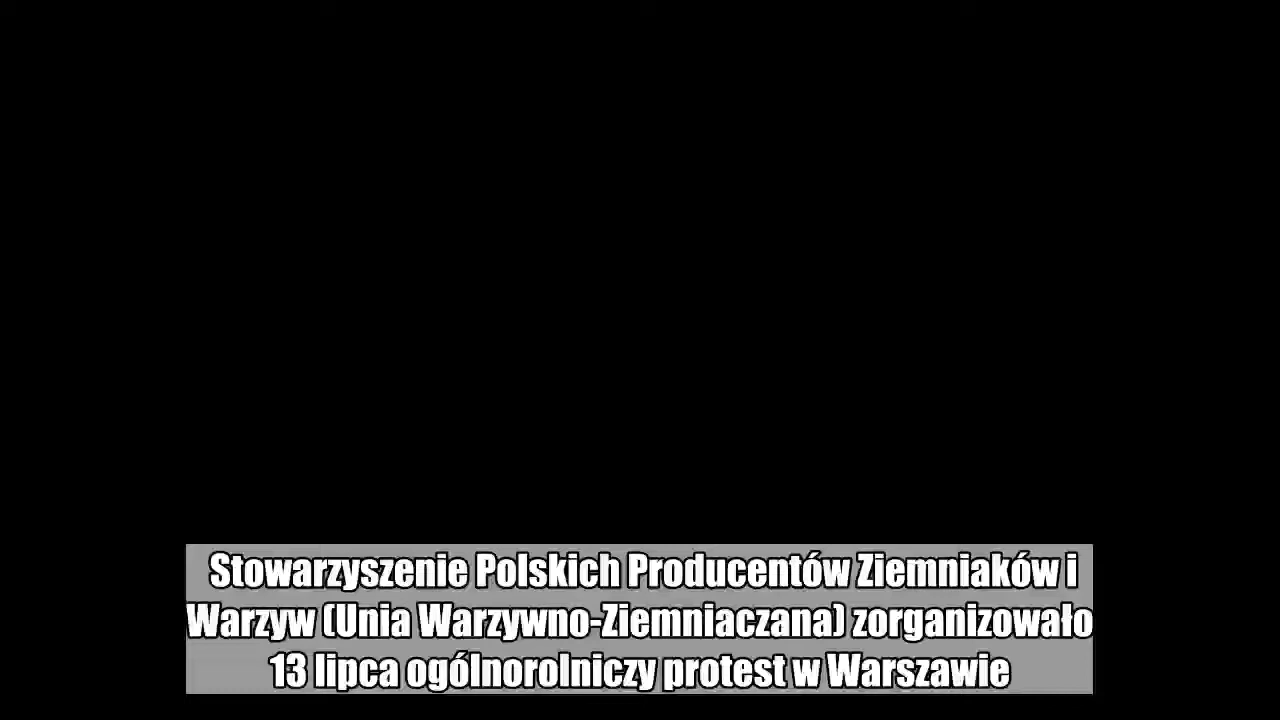 Stowarzyszenie Polskich Producentów Ziemniaków i
Warzyw (Unia Warzywno-Ziemniaczana) zorganizowało
13 lipca ogólnorolniczy protest w Warszawie